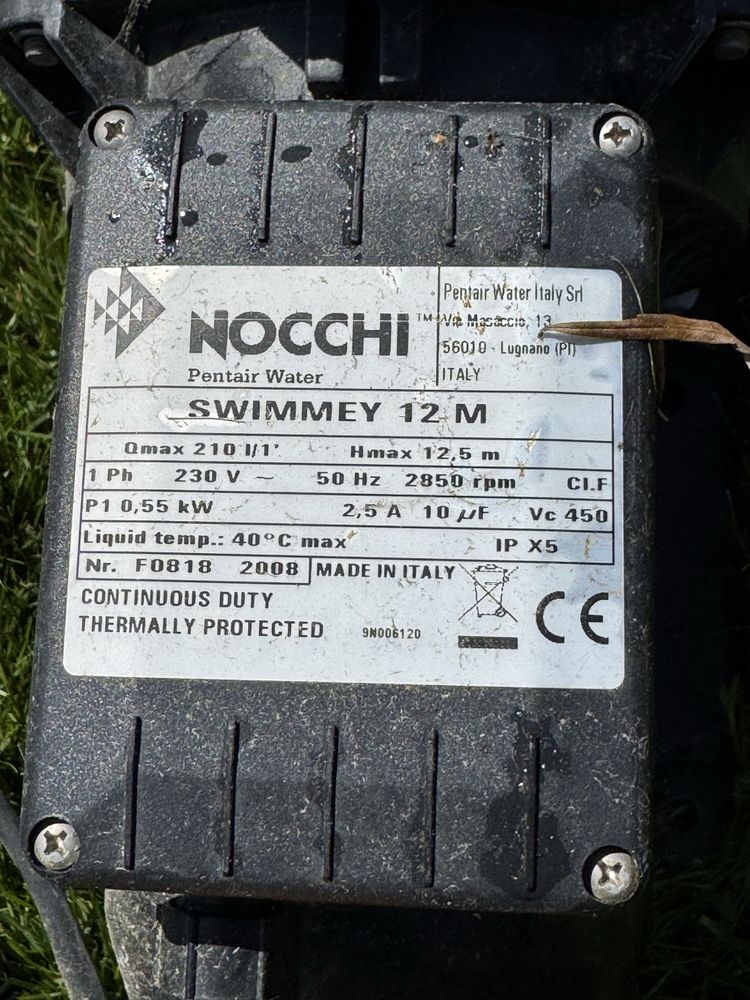 NOCCHI ™
Pentair Water
Pentair Water Italy Srl
Via Masaccio, 13
56010 - Lugnano (PI)
ITALY
SWIMMEY 12 M
Qmax 210 l/1' Hmax 12,5 m
1 Ph 230 V ~ 50 Hz 2850 rpm Cl.F
P1 0,55 kW 2,5 A 10 µF Vc 450
Liquid temp.: 40°C max IP X5
Nr. F0818 2008 MADE IN ITALY
CONTINUOUS DUTY
THERMALLY PROTECTED 9N006120
CE